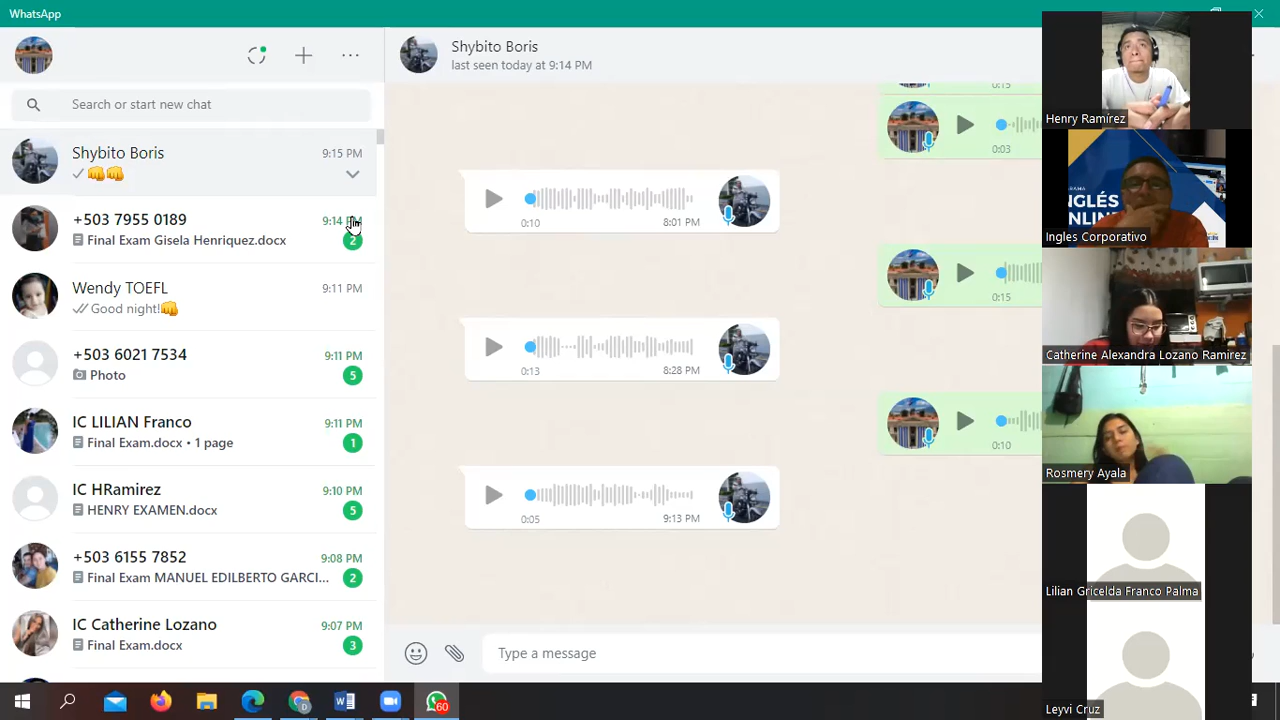 WhatsApp
Search or start new chat
Shybito Boris
9:15 PM
+503 7955 0189
9:14
Final Exam Gisela Henriquez.docx
2
Wendy TOEFL
9:11 PM
Good night!
+503 6021 7534
9:11 PM
Photo
5
IC LILIAN Franco
9:11 PM
Final Exam.docx • 1 page
1
IC HRamirez
9:10 PM
HENRY EXAMEN.docx
5
+503 6155 7852
9:08 PM
Final Exam MANUEL EDILBERTO GARCI...
2
IC Catherine Lozano
9:07 PM
Final Exam.docx
3
Shybito Boris
last seen today at 9:14 PM
0:15
0:03
0:10
8:01 PM
0:15
0:13
8:28 PM
0:10
0:05
9:13 PM
Type a message
Henry Ramirez
INGLÉS
ONLINE
Ingles Corporativo
Catherine Alexandra Lozano Ramirez
Rosmery Ayala
Lilian Gricelda Franco Palma
Leyvi Cruz
60